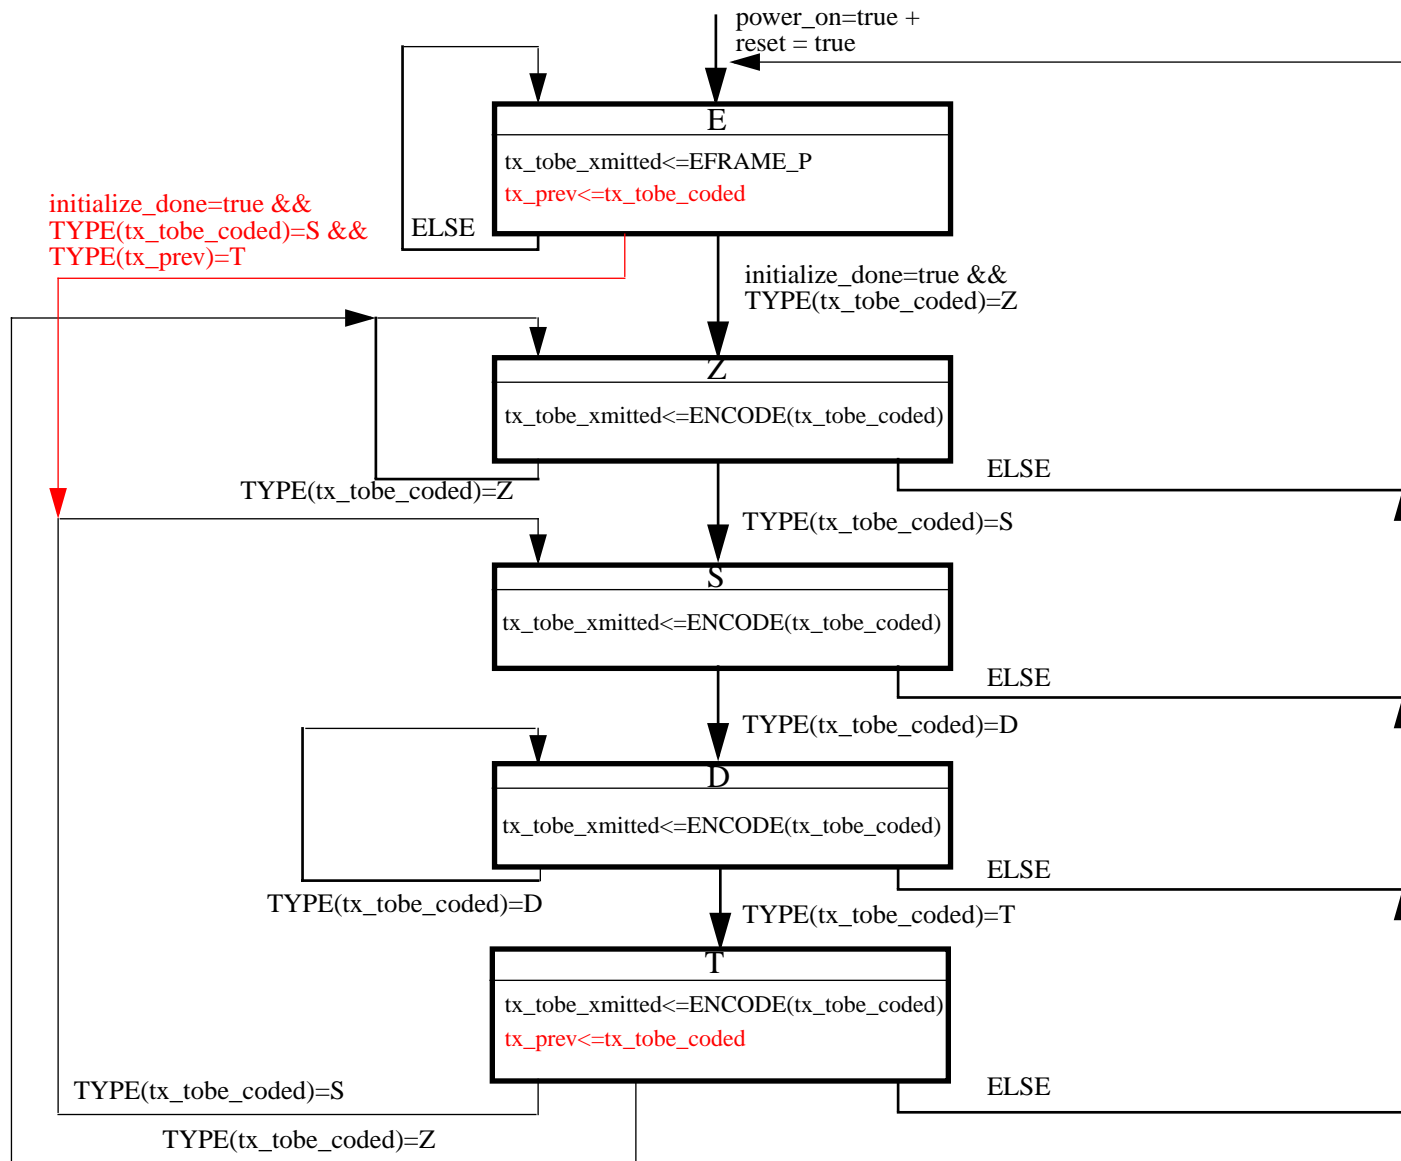 power_on=true +
reset = true
E
tx_tobe_xmitted<=EFRAME_P
tx_prev<=tx_tobe_coded
initialize_done=true &&
TYPE(tx_tobe_coded)=S &&
TYPE(tx_prev)=T
ELSE
initialize_done=true &&
TYPE(tx_tobe_coded)=Z
Z
tx_tobe_xmitted<=ENCODE(tx_tobe_coded)
ELSE
TYPE(tx_tobe_coded)=Z
TYPE(tx_tobe_coded)=S
S
tx_tobe_xmitted<=ENCODE(tx_tobe_coded)
ELSE
TYPE(tx_tobe_coded)=D
D
tx_tobe_xmitted<=ENCODE(tx_tobe_coded)
ELSE
TYPE(tx_tobe_coded)=D
TYPE(tx_tobe_coded)=T
T
tx_tobe_xmitted<=ENCODE(tx_tobe_coded)
tx_prev<=tx_tobe_coded
ELSE
TYPE(tx_tobe_coded)=S
TYPE(tx_tobe_coded)=Z